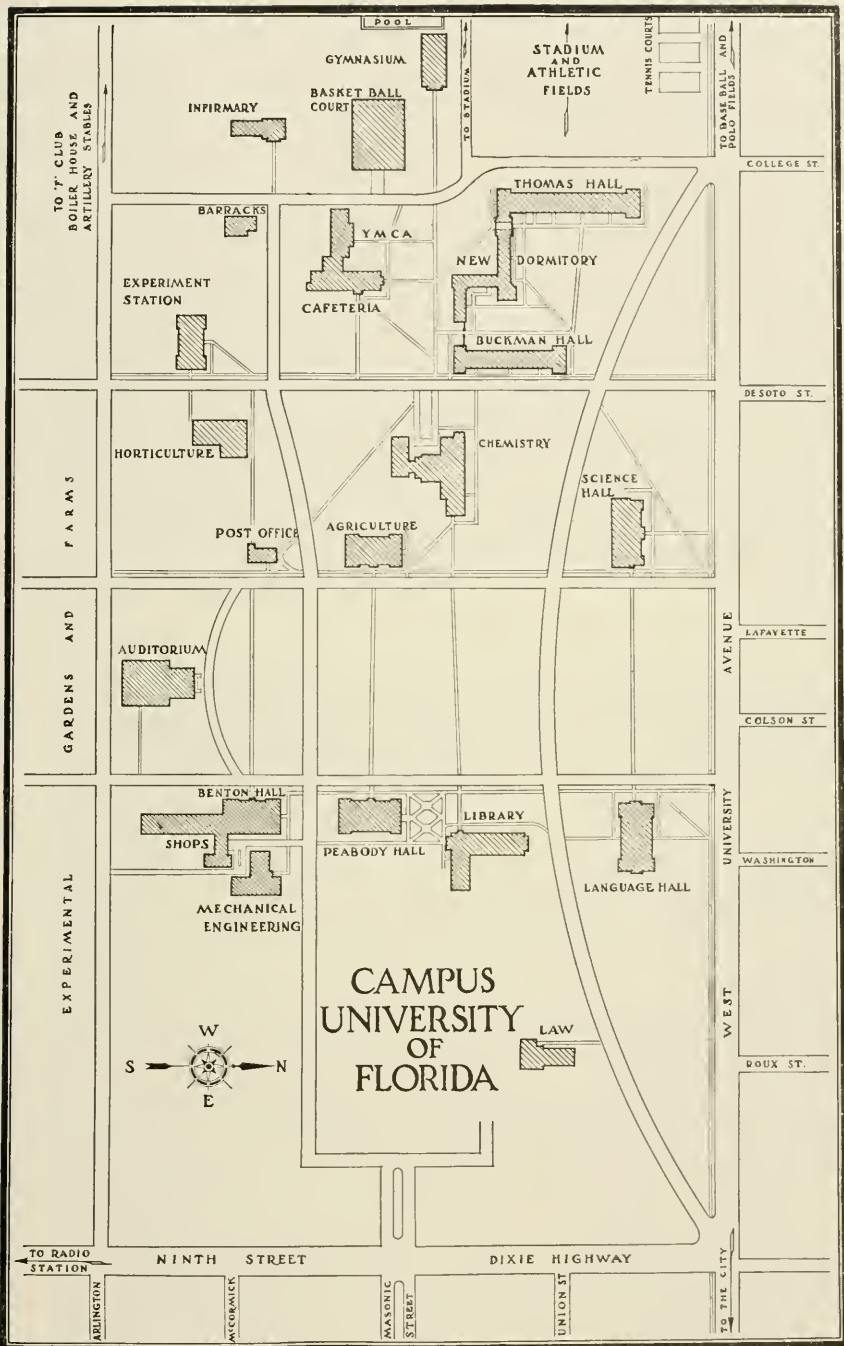 POOL
GYMNASIUM
STADIUM
AND
ATHLETIC
FIELDS
TENNIS COURTS
TO STADIUM
TO BASE BALL AND
POLO FIELDS
INFIRMARY
BASKET BALL
COURT
TO "F" CLUB
BOILER HOUSE AND
ARTILLERY STABLES
COLLEGE ST.
THOMAS HALL
BARRACKS
YMCA
NEW DORMITORY
EXPERIMENT
STATION
CAFETERIA
BUCKMAN HALL
DESOTO ST.
HORTICULTURE
CHEMISTRY
SCIENCE
HALL
POST OFFICE
AGRICULTURE
EXPERIMENTAL GARDENS AND FARMS
LAFAYETTE
AUDITORIUM
WEST UNIVERSITY AVENUE
COLSON ST
BENTON HALL
SHOPS
PEABODY HALL
LIBRARY
LANGUAGE HALL
WASHINGTON
MECHANICAL
ENGINEERING
CAMPUS
UNIVERSITY
OF
FLORIDA
W
S N
E
LAW
ROUX ST.
TO RADIO
STATION
NINTH STREET
DIXIE HIGHWAY
TO THE CITY
ARLINGTON
McCORMICK
MASONIC
STREET
UNION ST